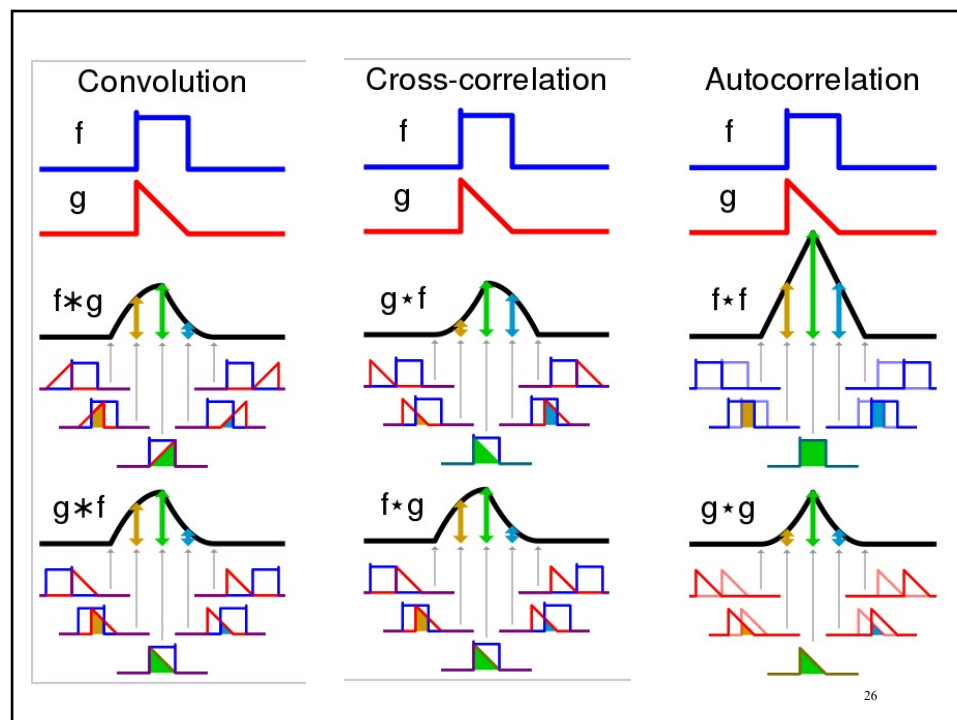 Convolution
f
g
f∗g
g∗f
Cross-correlation
f
g
g⋆f
f⋆g
Autocorrelation
f
g
f⋆f
g⋆g
26